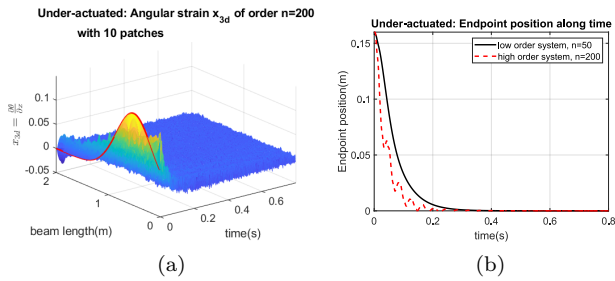 Under-actuated: Angular strain x3d of order n=200
with 10 patches
0.1
0.05
0
-0.05
x3d = ∂θ/∂z
2
1
0
beam length(m)
0
0.2
0.4
0.6
time(s)
(a)
Under-actuated: Endpoint position along time
low order system, n=50
high order system, n=200
0.15
0.1
0.05
0
Endpoint position(m)
0 0.2 0.4 0.6 0.8
time(s)
(b)